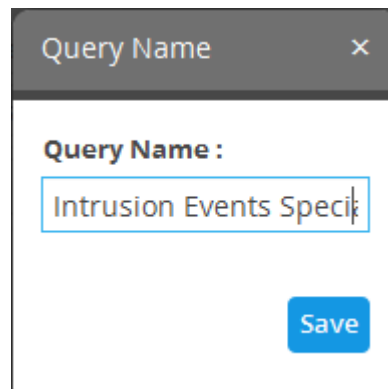 Query Name ×
Query Name :
Intrusion Events Speci
Save